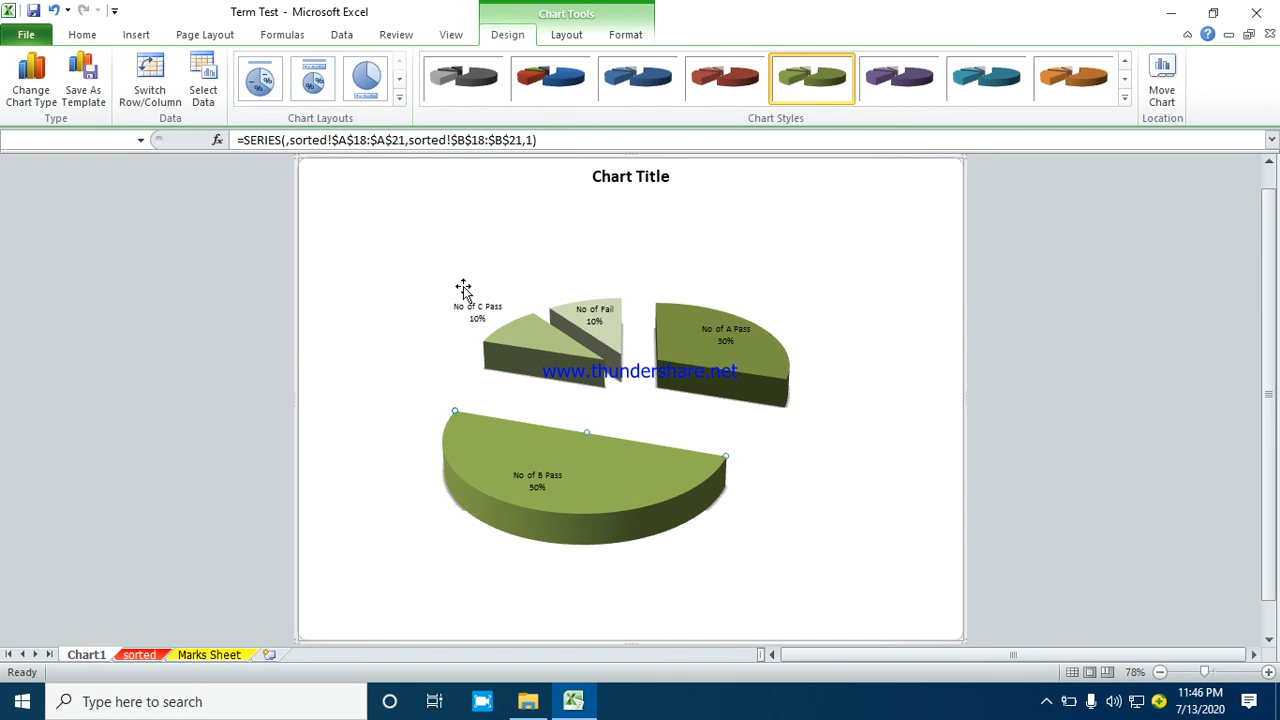 Term Test - Microsoft Excel
Chart Tools
File Home Insert Page Layout Formulas Data Review View Design Layout Format
Change Chart Type
Save As Template
Switch Row/Column
Select Data
Move Chart
Type Data Chart Layouts Chart Styles Location
fx =SERIES(,sorted!$A$18:$A$21,sorted!$B$18:$B$21,1)
Chart Title
No of C Pass
10%
No of Fail
10%
No of A Pass
30%
www.thundershare.net
No of B Pass
50%
Chart1 sorted Marks Sheet
Ready 78%
Type here to search
11:46 PM
7/13/2020